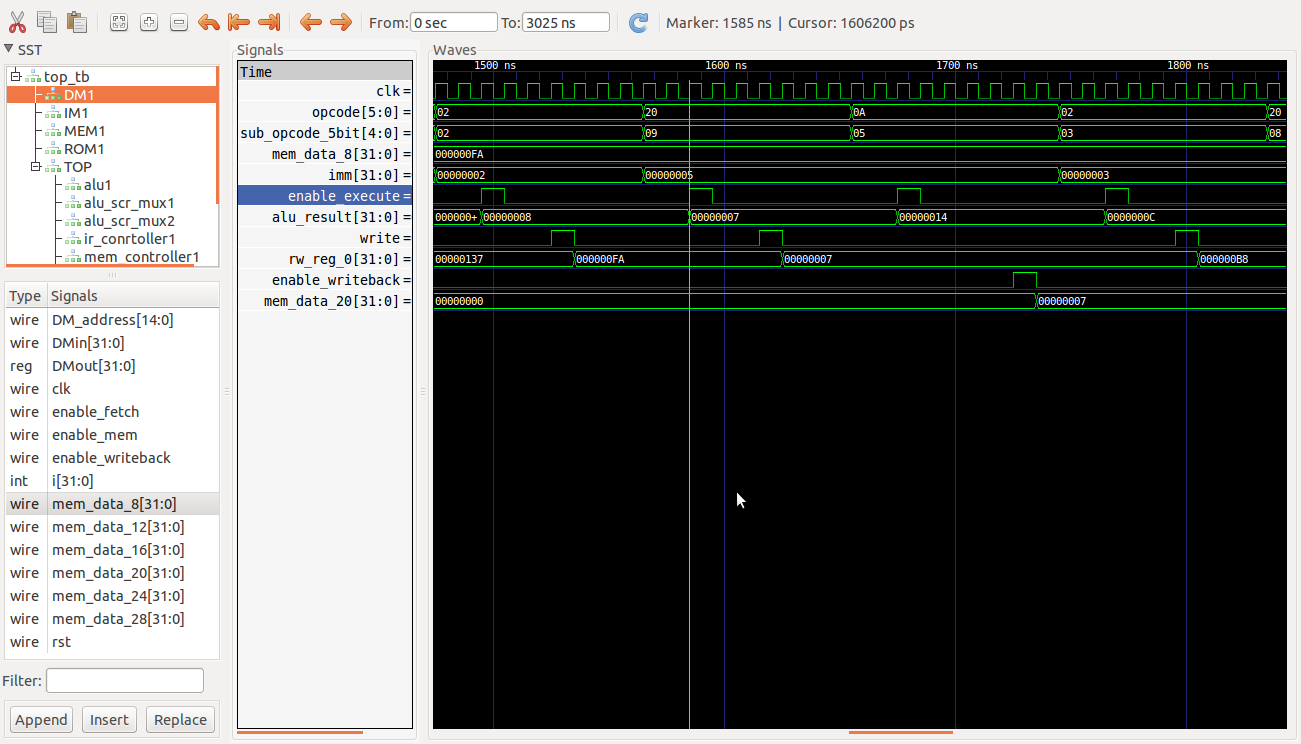 From: 0 sec To: 3025 ns Marker: 1585 ns | Cursor: 1606200 ps
SST
top_tb
DM1
IM1
MEM1
ROM1
TOP
alu1
alu_scr_mux1
alu_scr_mux2
ir_conrtoller1
mem_controller1
Type Signals
wire DM_address[14:0]
wire DMin[31:0]
reg DMout[31:0]
wire clk
wire enable_fetch
wire enable_mem
wire enable_writeback
int i[31:0]
wire mem_data_8[31:0]
wire mem_data_12[31:0]
wire mem_data_16[31:0]
wire mem_data_20[31:0]
wire mem_data_24[31:0]
wire mem_data_28[31:0]
wire rst
Filter:
Append Insert Replace
Signals
Time
clk =
opcode[5:0] =
sub_opcode_5bit[4:0] =
mem_data_8[31:0] =
imm[31:0] =
enable_execute =
alu_result[31:0] =
write =
rw_reg_0[31:0] =
enable_writeback =
mem_data_20[31:0] =
Waves
1500 ns 1600 ns 1700 ns 1800 ns
02 20 0A 02 20
02 09 05 03 08
000000FA
00000002 00000005 00000003
000000+ 00000008 00000007 00000014 0000000C
00000137 000000FA 00000007 000000B8
00000000 00000007